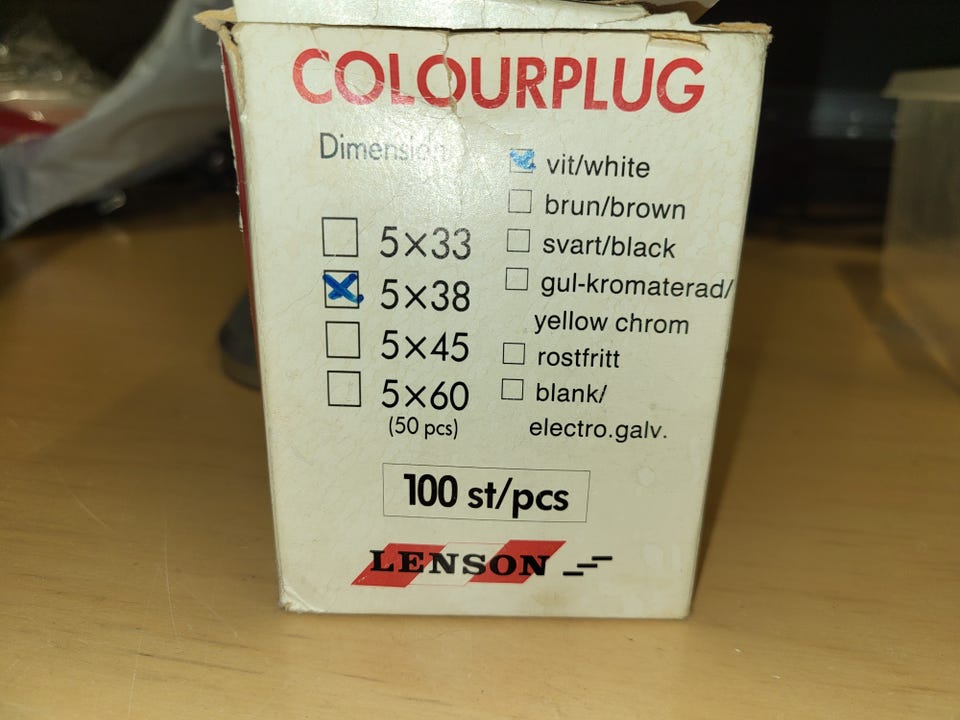 COLOURPLUG
Dimension
5×33
5×38
5×45
5×60
(50 pcs)
vit/white
brun/brown
svart/black
gul-kromaterad/
yellow chrom
rostfritt
blank/
electro.galv.
100 st/pcs
LENSON